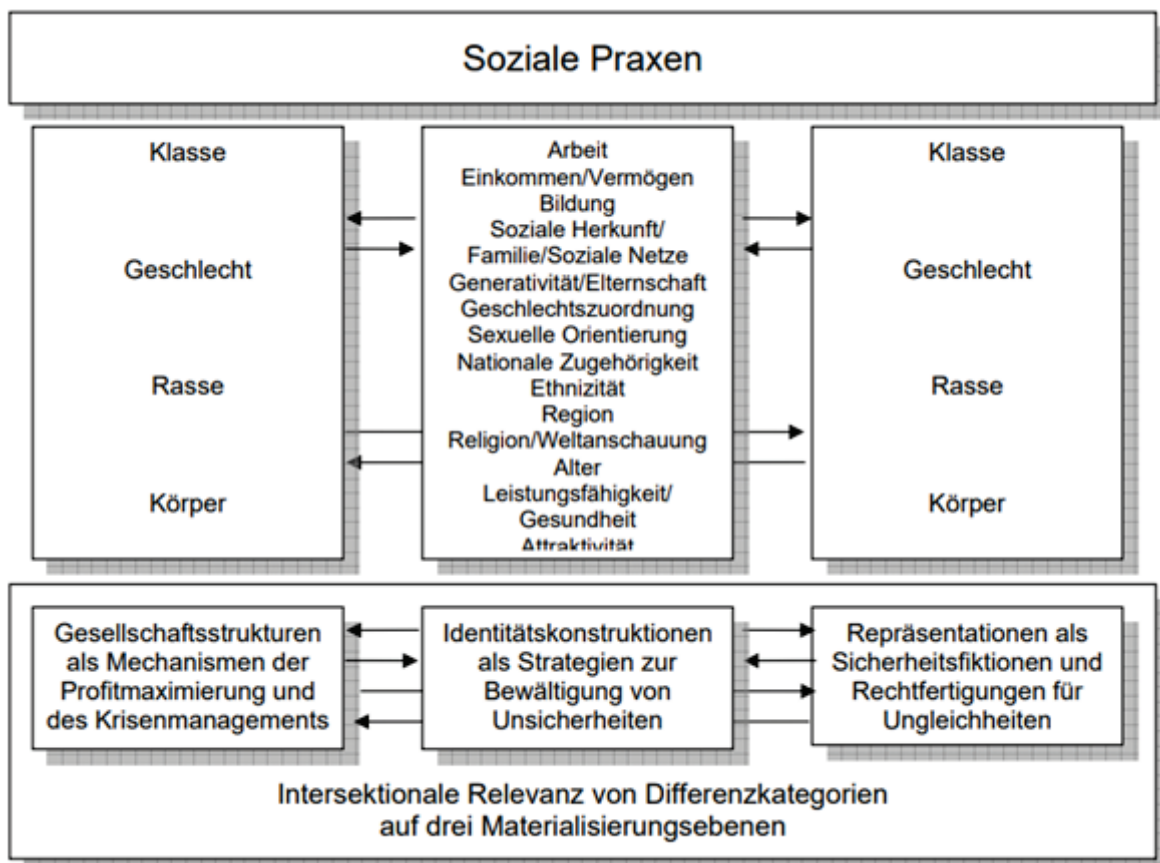 Soziale Praxen
Klasse
Geschlecht
Rasse
Körper
Arbeit
Einkommen/Vermögen
Bildung
Soziale Herkunft/
Familie/Soziale Netze
Generativität/Elternschaft
Geschlechtszuordnung
Sexuelle Orientierung
Nationale Zugehörigkeit
Ethnizität
Region
Religion/Weltanschauung
Alter
Leistungsfähigkeit/
Gesundheit
Attraktivität
Klasse
Geschlecht
Rasse
Körper
Gesellschaftsstrukturen
als Mechanismen der
Profitmaximierung und
des Krisenmanagements
Identitätskonstruktionen
als Strategien zur
Bewältigung von
Unsicherheiten
Repräsentationen als
Sicherheitsfiktionen und
Rechtfertigungen für
Ungleichheiten
Intersektionale Relevanz von Differenzkategorien
auf drei Materialisierungsebenen